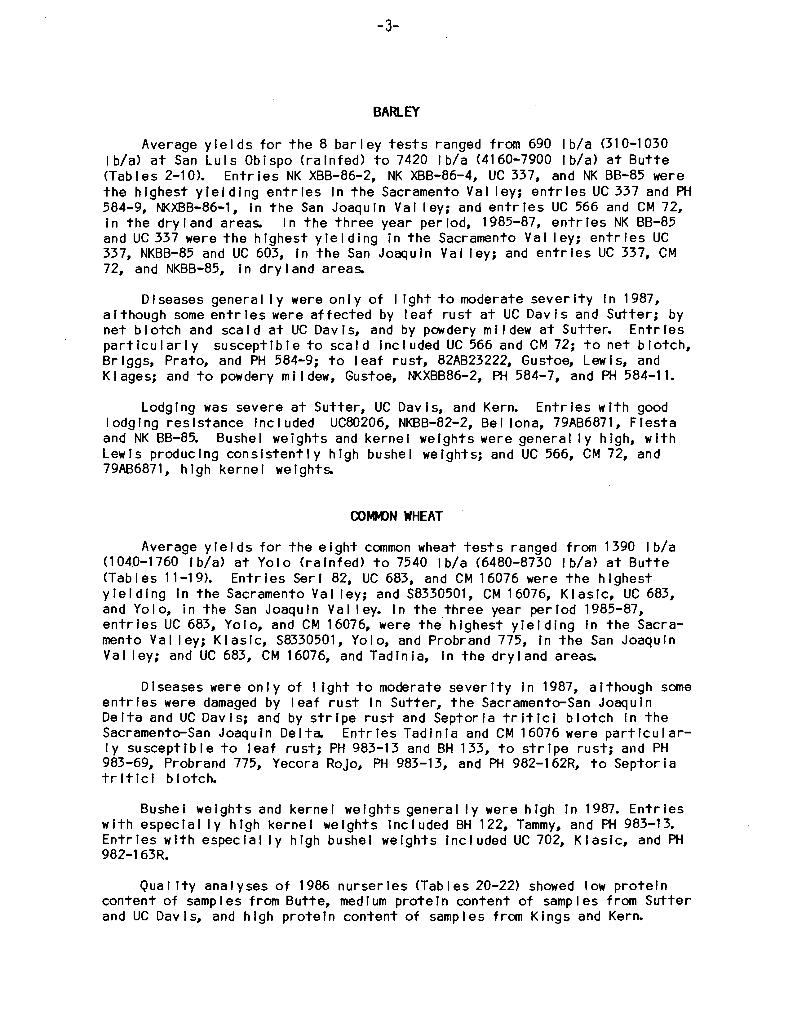 -3-
BARLEY
Average yields for the 8 barley tests ranged from 690 lb/a (310-1030
lb/a) at San Luis Obispo (rainfed) to 7420 lb/a (4160-7900 lb/a) at Butte
(Tables 2-10). Entries NK XBB-86-2, NK XBB-86-4, UC 337, and NK BB-85 were
the highest yielding entries in the Sacramento Valley; entries UC 337 and PH
584-9, NKXBB-86-1, in the San Joaquin Valley; and entries UC 566 and CM 72,
in the dryland areas. In the three year period, 1985-87, entries NK BB-85
and UC 337 were the highest yielding in the Sacramento Valley; entries UC
337, NKBB-85 and UC 603, in the San Joaquin Valley; and entries UC 337, CM
72, and NKBB-85, in dryland areas.
Diseases generally were only of light to moderate severity in 1987,
although some entries were affected by leaf rust at UC Davis and Sutter; by
net blotch and scald at UC Davis, and by powdery mildew at Sutter. Entries
particularly susceptible to scald included UC 566 and CM 72; to net blotch,
Briggs, Prato, and PH 584-9; to leaf rust, 82AB23222, Gustoe, Lewis, and
Klages; and to powdery mildew, Gustoe, NKXBB86-2, PH 584-7, and PH 584-11.
Lodging was severe at Sutter, UC Davis, and Kern. Entries with good
lodging resistance included UC80206, NKBB-82-2, Bellona, 79AB6871, Fiesta
and NK BB-85. Bushel weights and kernel weights were generally high, with
Lewis producing consistently high bushel weights; and UC 566, CM 72, and
79AB6871, high kernel weights.
COMMON WHEAT
Average yields for the eight common wheat tests ranged from 1390 lb/a
(1040-1760 lb/a) at Yolo (rainfed) to 7540 lb/a (6480-8730 lb/a) at Butte
(Tables 11-19). Entries Seri 82, UC 683, and CM 16076 were the highest
yielding in the Sacramento Valley; and S8330501, CM 16076, Klasic, UC 683,
and Yolo, in the San Joaquin Valley. In the three year period 1985-87,
entries UC 683, Yolo, and CM 16076, were the highest yielding in the Sacra-
mento Valley; Klasic, S8330501, Yolo, and Probrand 775, in the San Joaquin
Valley; and UC 683, CM 16076, and Tadinia, in the dryland areas.
Diseases were only of light to moderate severity in 1987, although some
entries were damaged by leaf rust in Sutter, the Sacramento-San Joaquin
Delta and UC Davis; and by stripe rust and Septoria tritici blotch in the
Sacramento-San Joaquin Delta. Entries Tadinia and CM 16076 were particular-
ly susceptible to leaf rust; PH 983-13 and BH 133, to stripe rust; and PH
983-69, Probrand 775, Yecora Rojo, PH 983-13, and PH 982-162R, to Septoria
tritici blotch.
Bushel weights and kernel weights generally were high in 1987. Entries
with especially high kernel weights included BH 122, Tammy, and PH 983-13.
Entries with especially high bushel weights included UC 702, Klasic, and PH
982-163R.
Quality analyses of 1986 nurseries (Tables 20-22) showed low protein
content of samples from Butte, medium protein content of samples from Sutter
and UC Davis, and high protein content of samples from Kings and Kern.